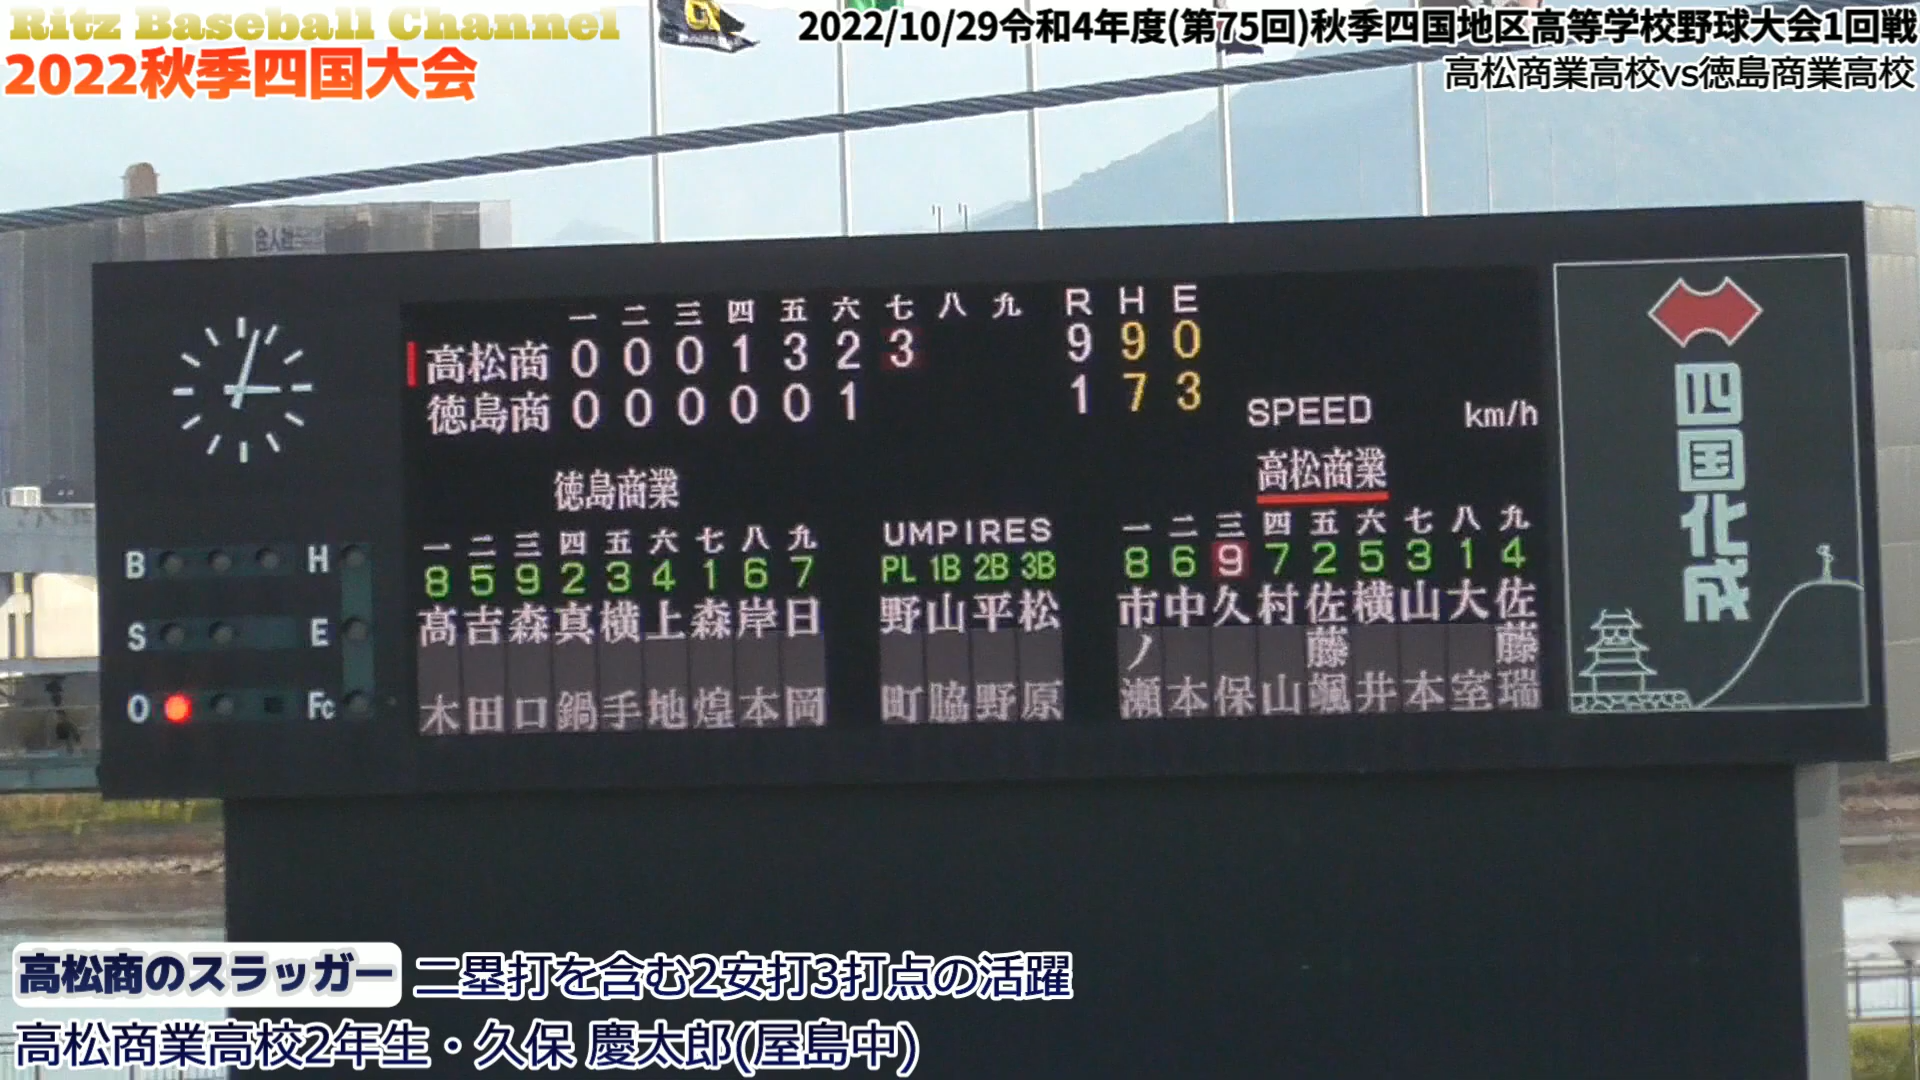 Ritz Baseball Channel
2022秋季四国大会
2022/10/29令和4年度(第75回)秋季四国地区高等学校野球大会1回戦
高松商業高校vs徳島商業高校
一 二 三 四 五 六 七 八 九 R H E
高松商 0 0 0 1 3 2 3 9 9 0
徳島商 0 0 0 0 0 1 1 7 3
SPEED km/h
徳島商業
一 二 三 四 五 六 七 八 九
8 5 9 2 3 4 1 6 7
高木 吉田 森口 真鍋 横手 上地 森煌 岸本 日岡
UMPIRES
PL 1B 2B 3B
野町 山脇 平野 松原
高松商業
一 二 三 四 五 六 七 八 九
8 6 9 7 2 5 3 1 4
市ノ瀬 中本 久保 村山 佐藤颯 横井 山本 大室 佐藤瑞
B H
S E
O Fc
四国化成
高松商のスラッガー 二塁打を含む2安打3打点の活躍
高松商業高校2年生・久保 慶太郎(屋島中)